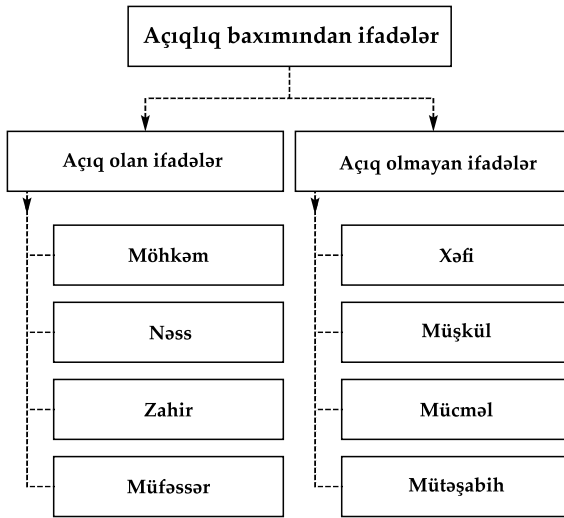 Açıqlıq baxımından ifadələr
Açıq olan ifadələr
Möhkəm
Nəss
Zahir
Müfəssər
Açıq olmayan ifadələr
Xəfi
Müşkül
Mücməl
Mütəşabih